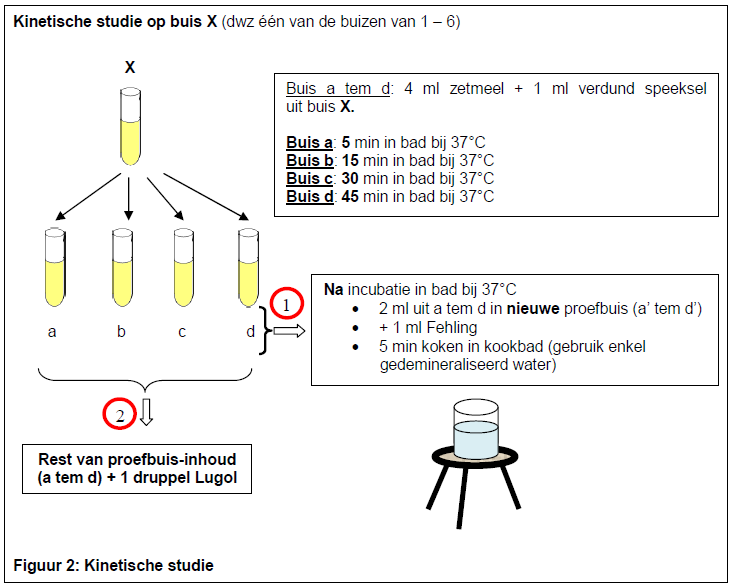 Kinetische studie op buis X (dwz één van de buizen van 1 – 6)
X
Buis a tem d: 4 ml zetmeel + 1 ml verdund speeksel
uit buis X.
Buis a: 5 min in bad bij 37°C
Buis b: 15 min in bad bij 37°C
Buis c: 30 min in bad bij 37°C
Buis d: 45 min in bad bij 37°C
a b c d
1
Na incubatie in bad bij 37°C
• 2 ml uit a tem d in nieuwe proefbuis (a’ tem d’)
• + 1 ml Fehling
• 5 min koken in kookbad (gebruik enkel
gedemineraliseerd water)
2
Rest van proefbuis-inhoud
(a tem d) + 1 druppel Lugol
Figuur 2: Kinetische studie